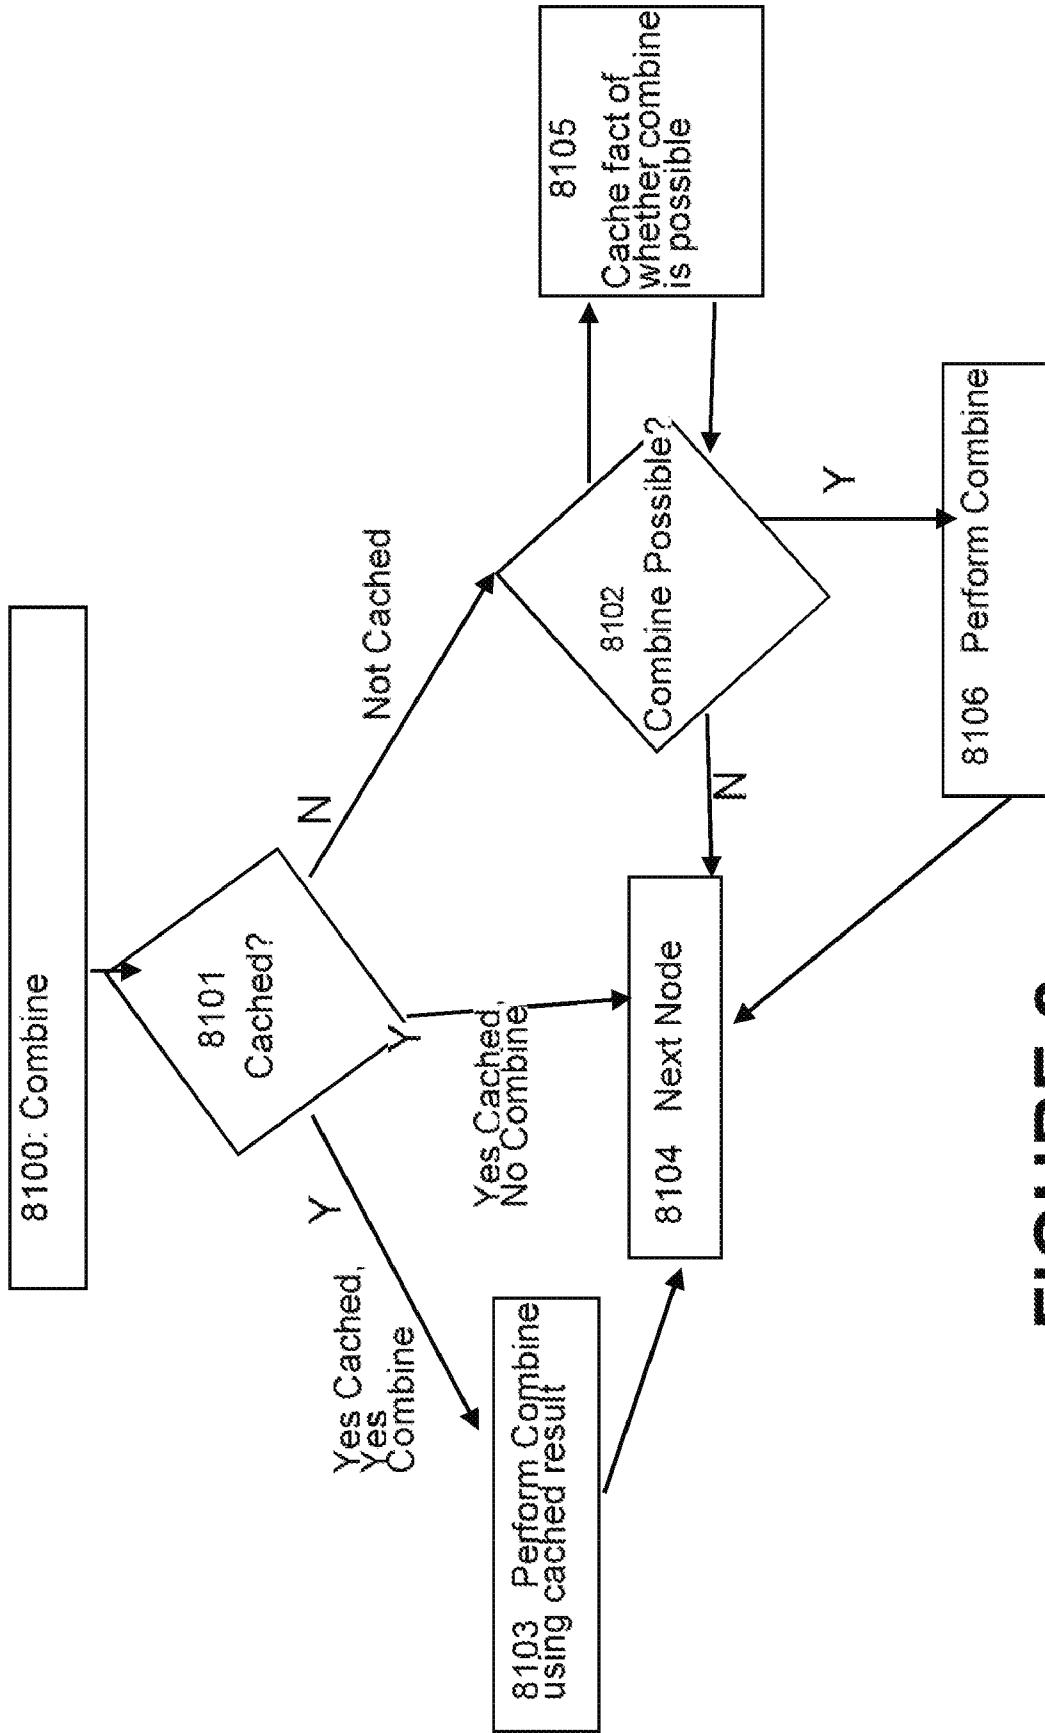 8100: Combine
8101
Cached?
Y
Yes Cached,
Yes
Combine
Y
Yes Cached,
No Combine
N
Not Cached
8103 Perform Combine
using cached result
8104 Next Node
8102
Combine Possible?
N
Y
8105
Cache fact of
whether combine
is possible
8106 Perform Combine